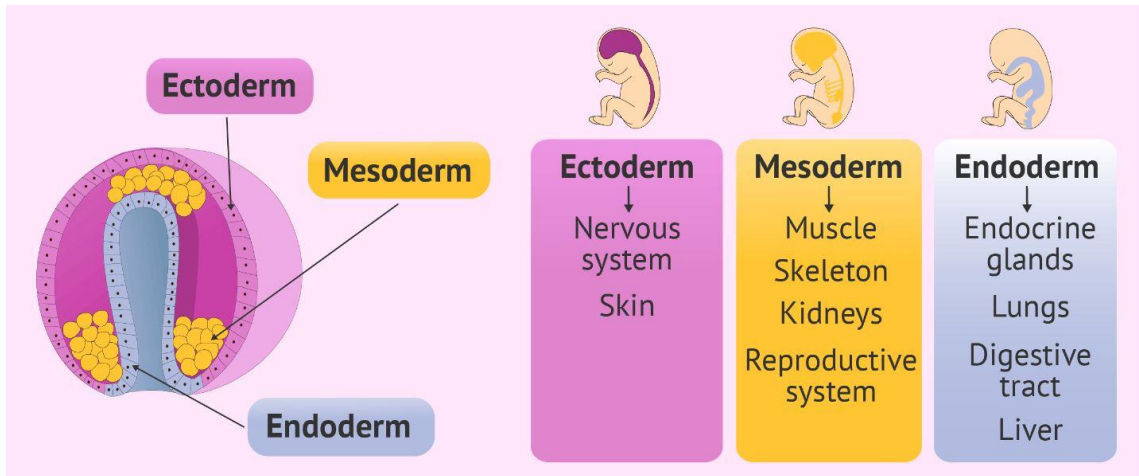 Ectoderm
Mesoderm
Endoderm
Ectoderm
Nervous
system
Skin
Mesoderm
Muscle
Skeleton
Kidneys
Reproductive
system
Endoderm
Endocrine
glands
Lungs
Digestive
tract
Liver